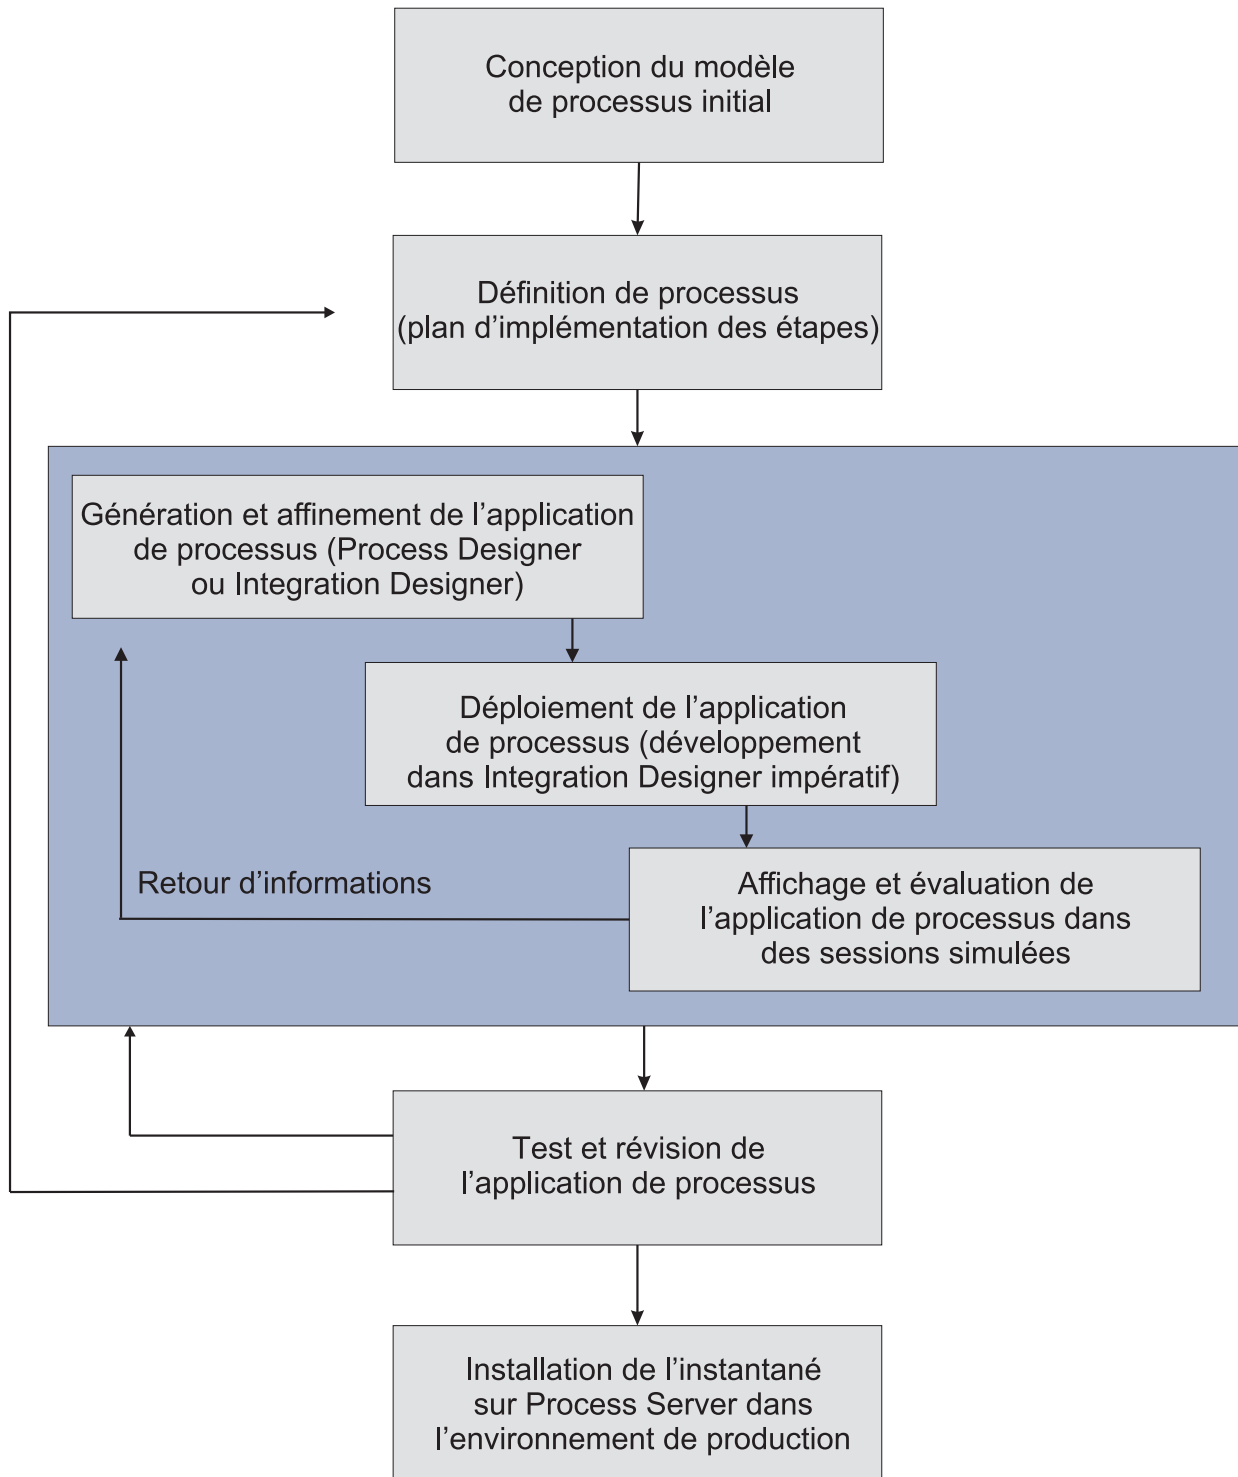 Conception du modèle
de processus initial
Définition de processus
(plan d’implémentation des étapes)
Génération et affinement de l’application
de processus (Process Designer
ou Integration Designer)
Déploiement de l’application
de processus (développement
dans Integration Designer impératif)
Retour d’informations
Affichage et évaluation de
l’application de processus dans
des sessions simulées
Test et révision de
l’application de processus
Installation de l’instantané
sur Process Server dans
l’environnement de production